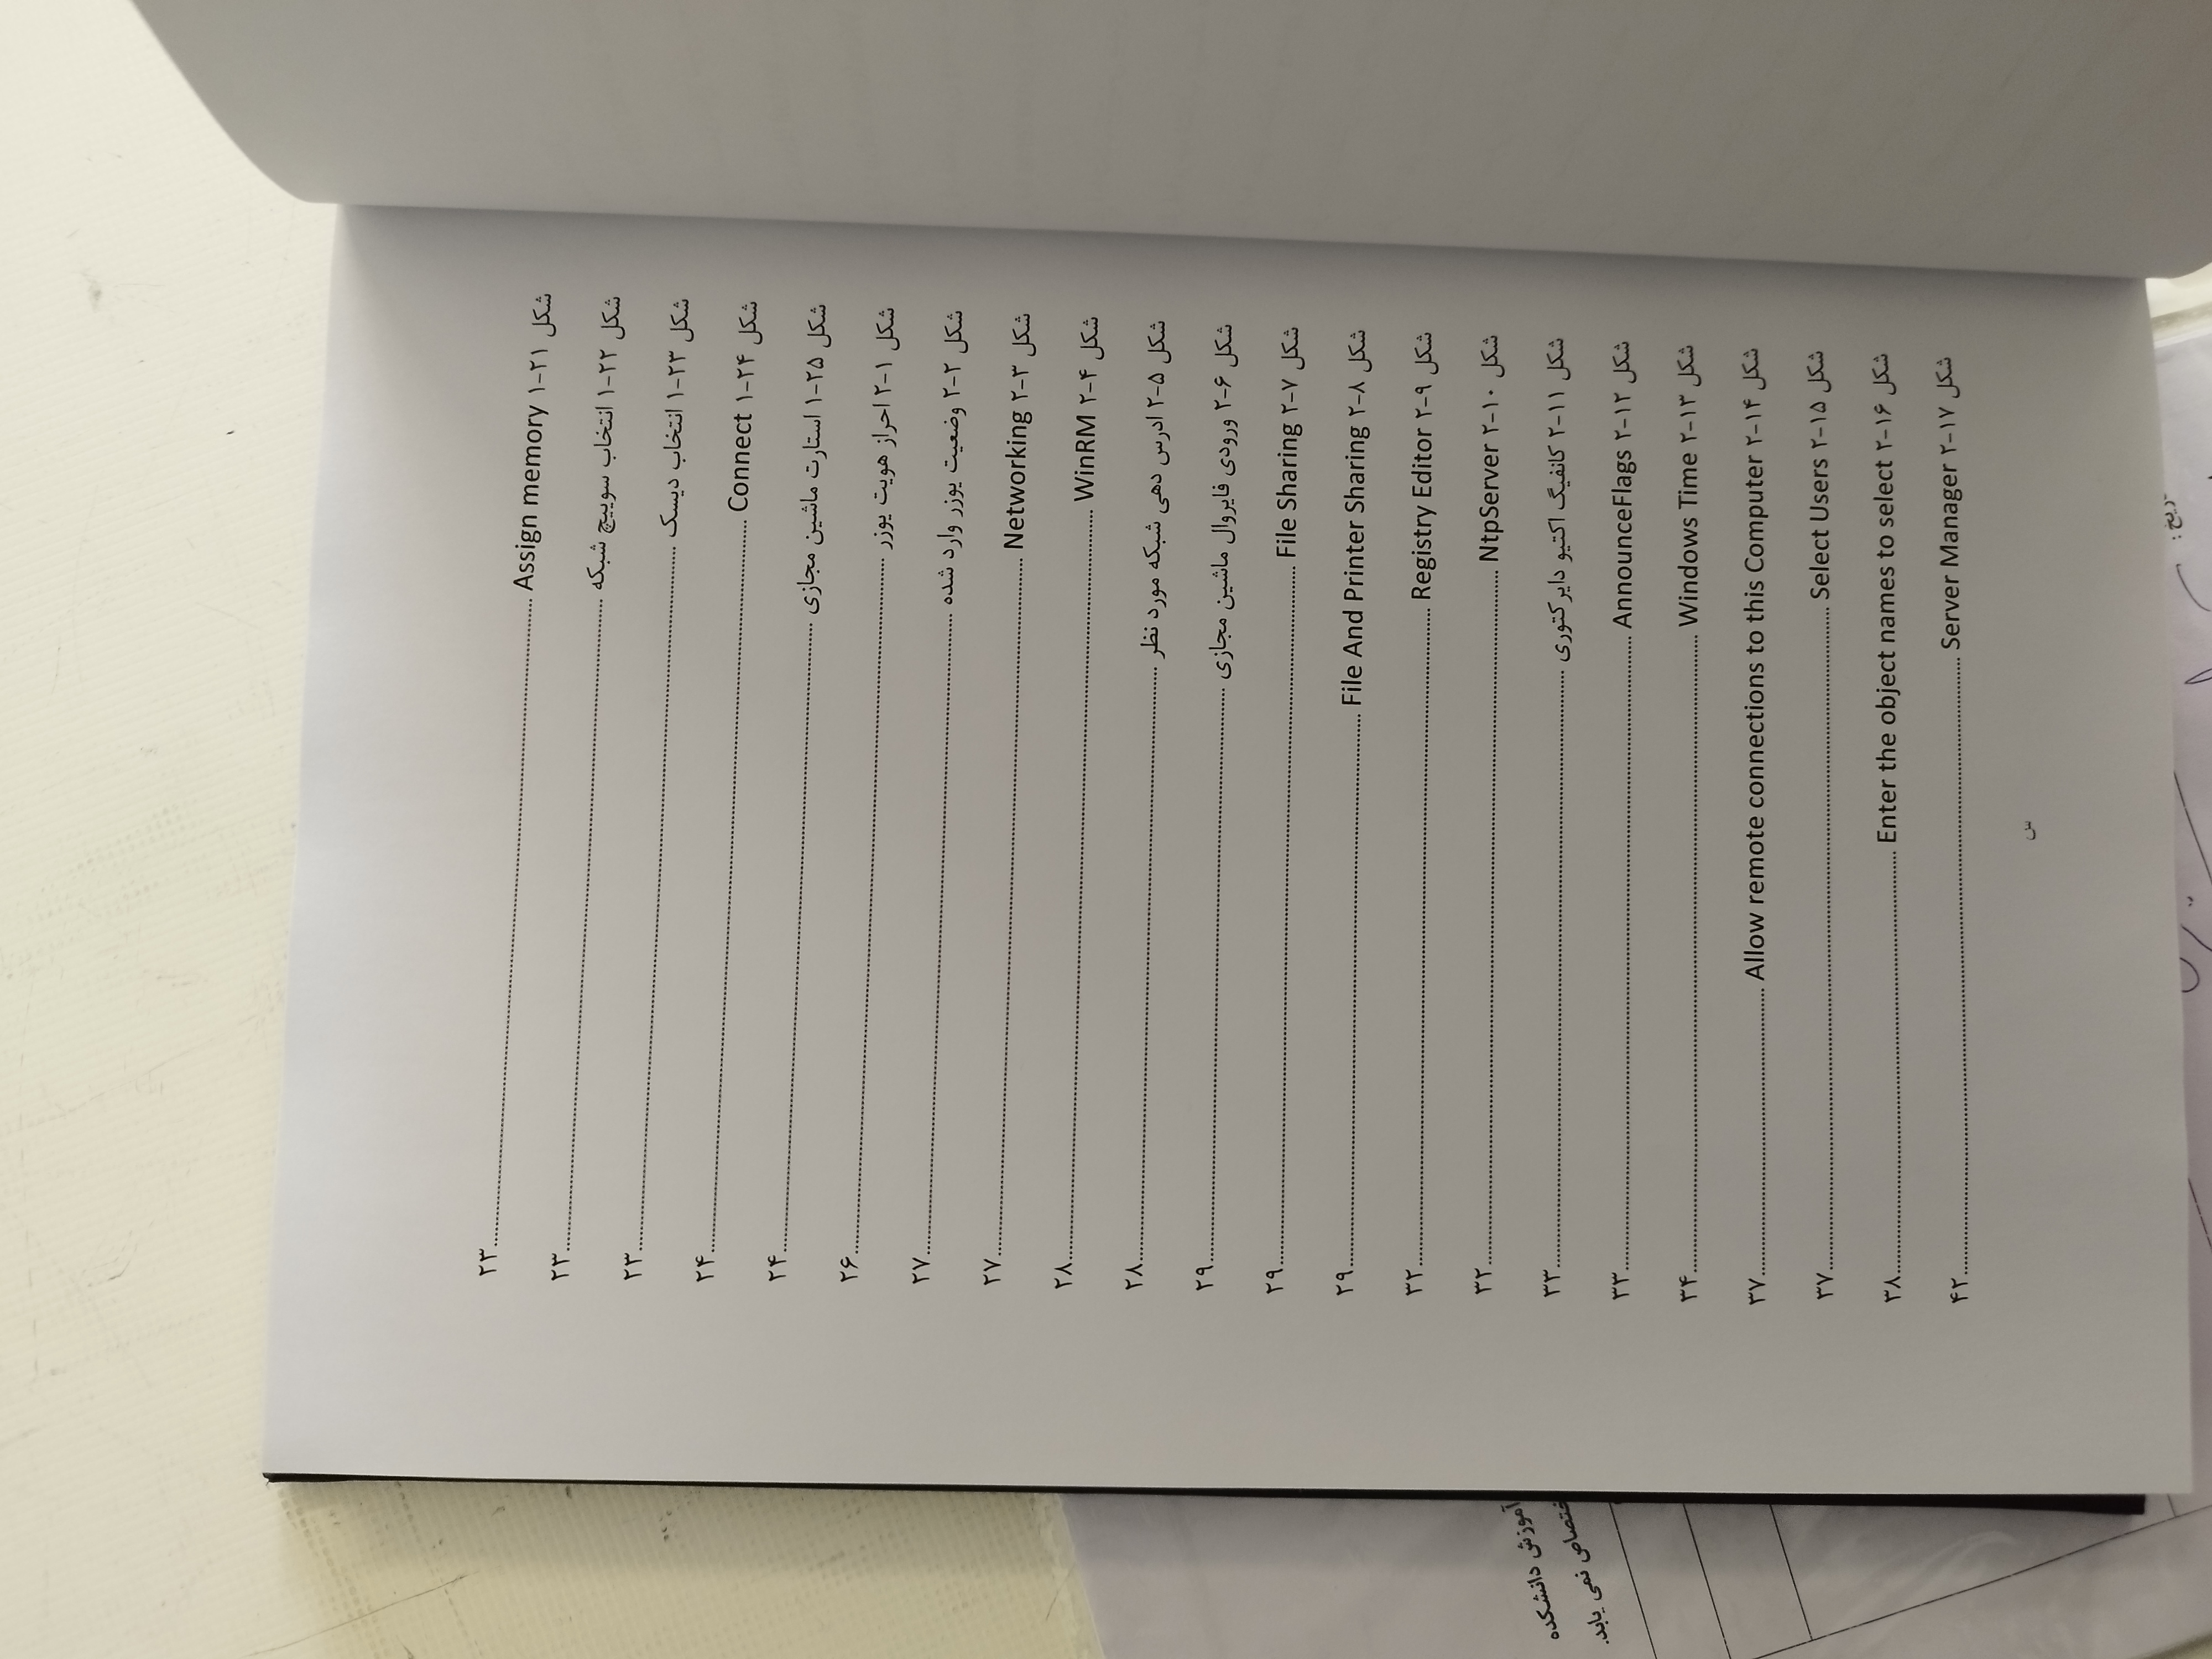 شکل ۱-۲۱ Assign memory ........ ۲۳
شکل ۱-۲۲ انتخاب سوییچ شبکه ........ ۲۳
شکل ۱-۲۳ انتخاب دیسک ........ ۲۳
شکل ۱-۲۴ Connect ........ ۲۴
شکل ۱-۲۵ استارت ماشین مجازی ........ ۲۴
شکل ۲-۱ احراز هویت یوزر ........ ۲۶
شکل ۲-۲ وضعیت یوزر وارد شده ........ ۲۷
شکل ۲-۳ Networking ........ ۲۷
شکل ۲-۴ WinRM ........ ۲۸
شکل ۲-۵ ادرس دهی شبکه مورد نظر ........ ۲۸
شکل ۲-۶ ورودی فایروال ماشین مجازی ........ ۲۹
شکل ۲-۷ File Sharing ........ ۲۹
شکل ۲-۸ File And Printer Sharing ........ ۲۹
شکل ۲-۹ Registry Editor ........ ۳۲
شکل ۲-۱۰ NtpServer ........ ۳۲
شکل ۲-۱۱ کانفیگ اکتیو دایرکتوری ........ ۳۳
شکل ۲-۱۲ AnnounceFlags ........ ۳۳
شکل ۲-۱۳ Windows Time ........ ۳۴
شکل ۲-۱۴ Allow remote connections to this Computer ........ ۳۷
شکل ۲-۱۵ Select Users ........ ۳۷
شکل ۲-۱۶ Enter the object names to select ........ ۳۸
شکل ۲-۱۷ Server Manager ........ ۴۲
س
آموزش دانشکده
نمی یابد.